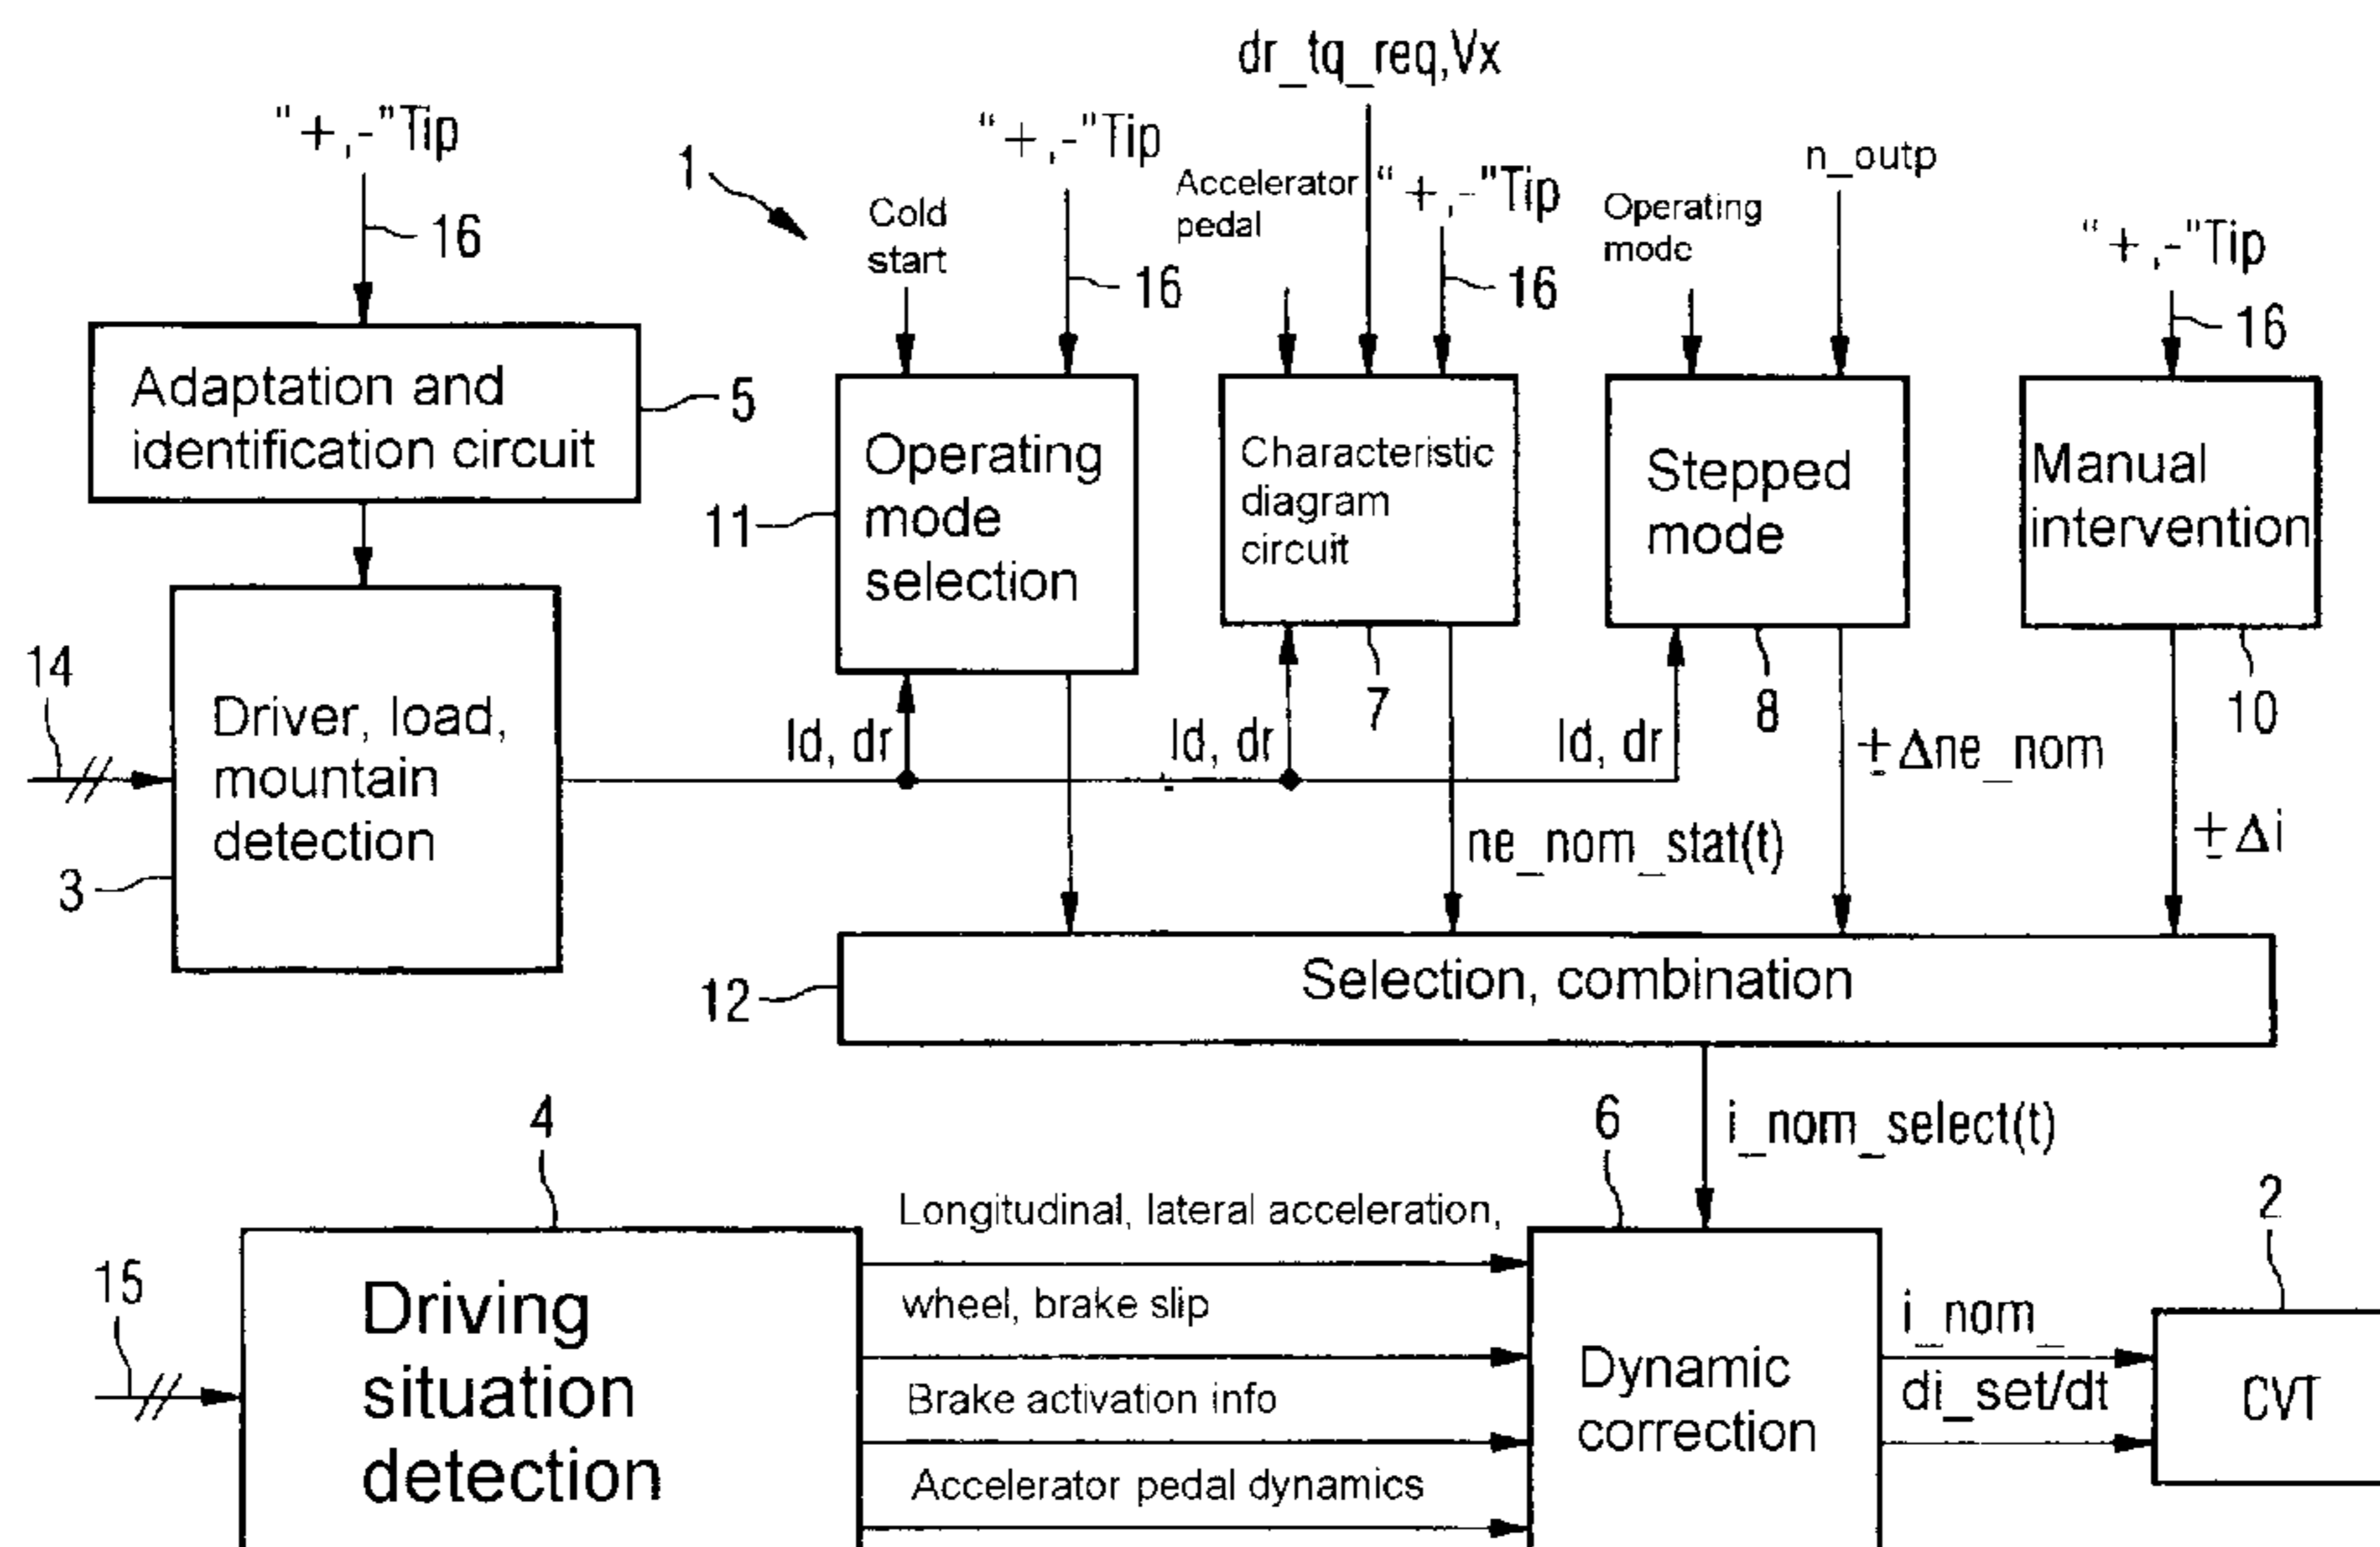 dr_tq_req,Vx
"+,-"Tip
"+,-"Tip
n_outp
1
Accelerator
pedal
"+,-"Tip
Operating
mode
Cold
start
"+,-"Tip
16
16
16
16
Adaptation and
identification circuit
5
Operating
mode
selection
11
Characteristic
diagram
circuit
Stepped
mode
Manual
intervention
14
Driver, load,
mountain
detection
3
7
8
10
ld, dr
ld, dr
ld, dr
±Δne_nom
ne_nom_stat(t)
±Δi
12
Selection, combination
4
6
i_nom_select(t)
2
Longitudinal, lateral acceleration,
15
Driving
situation
detection
wheel, brake slip
Brake activation info
Accelerator pedal dynamics
Dynamic
correction
i_nom_
di_set/dt
CVT